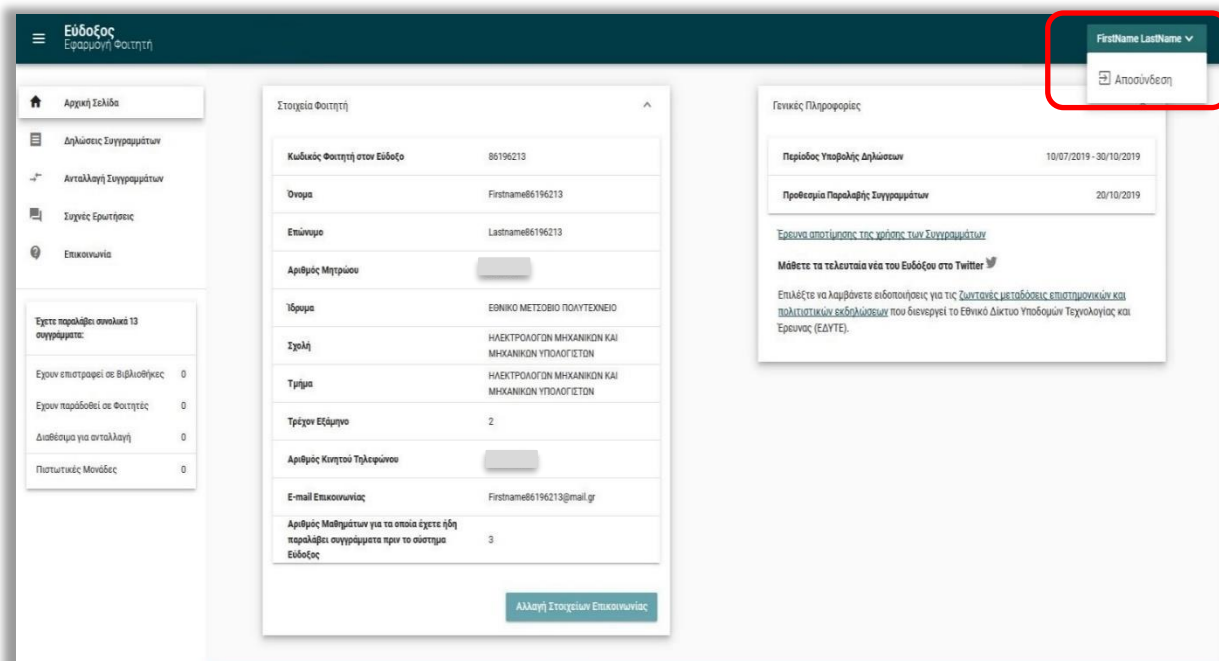 Εύδοξος
Εφαρμογή Φοιτητή
FirstName LastName
Αποσύνδεση
Αρχική Σελίδα
Δηλώσεις Συγγραμμάτων
Ανταλλαγή Συγγραμμάτων
Συχνές Ερωτήσεις
Επικοινωνία
Έχετε παραλάβει συνολικά 13
συγγράμματα:
Έχουν επιστραφεί σε Βιβλιοθήκες 0
Έχουν παραδοθεί σε Φοιτητές 0
Διαθέσιμα για ανταλλαγή 0
Πιστωτικές Μονάδες 0
Στοιχεία Φοιτητή
Κωδικός Φοιτητή στον Εύδοξο 86196213
Όνομα Firstname86196213
Επώνυμο Lastname86196213
Αριθμός Μητρώου
Ίδρυμα ΕΘΝΙΚΟ ΜΕΤΣΟΒΙΟ ΠΟΛΥΤΕΧΝΕΙΟ
Σχολή ΗΛΕΚΤΡΟΛΟΓΩΝ ΜΗΧΑΝΙΚΩΝ ΚΑΙ
ΜΗΧΑΝΙΚΩΝ ΥΠΟΛΟΓΙΣΤΩΝ
Τμήμα ΗΛΕΚΤΡΟΛΟΓΩΝ ΜΗΧΑΝΙΚΩΝ ΚΑΙ
ΜΗΧΑΝΙΚΩΝ ΥΠΟΛΟΓΙΣΤΩΝ
Τρέχον Εξάμηνο 2
Αριθμός Κινητού Τηλεφώνου
E-mail Επικοινωνίας Firstname86196213@mail.gr
Αριθμός Μαθημάτων για τα οποία έχετε ήδη
παραλάβει συγγράμματα πριν το σύστημα 3
Εύδοξος
Αλλαγή Στοιχείων Επικοινωνίας
Γενικές Πληροφορίες
Περίοδος Υποβολής Δηλώσεων 10/07/2019 - 30/10/2019
Προθεσμία Παραλαβής Συγγραμμάτων 20/10/2019
Έρευνα αποτίμησης της χρήσης των Συγγραμμάτων
Μάθετε τα τελευταία νέα του Ευδόξου στο Twitter
Επιλέξτε να λαμβάνετε ειδοποιήσεις για τις ζωντανές μεταδόσεις επιστημονικών και
πολιτιστικών εκδηλώσεων που διενεργεί το Εθνικό Δίκτυο Υποδομών Τεχνολογίας και
Έρευνας (ΕΔΥΤΕ).